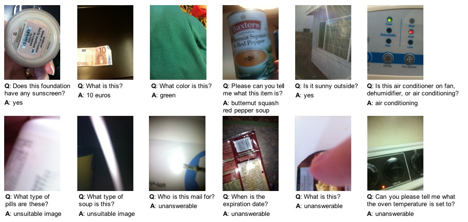 Q: Does this foundation
have any sunscreen?
A: yes
Q: What is this?
A: 10 euros
Q: What color is this?
A: green
Q: Please can you tell
me what this item is?
A: butternut squash
red pepper soup
Q: Is it sunny outside?
A: yes
Q: Is this air conditioner on fan,
dehumidifier, or air conditioning?
A: air conditioning
Baxters
Q: What type of
pills are these?
A: unsuitable image
Q: What type of
soup is this?
A: unsuitable image
Q: Who is this mail for?
A: unanswerable
Q: When is the
expiration date?
A: unanswerable
Q: What is this?
A: unanswerable
Q: Can you please tell me what
the oven temperature is set to?
A: unanswerable